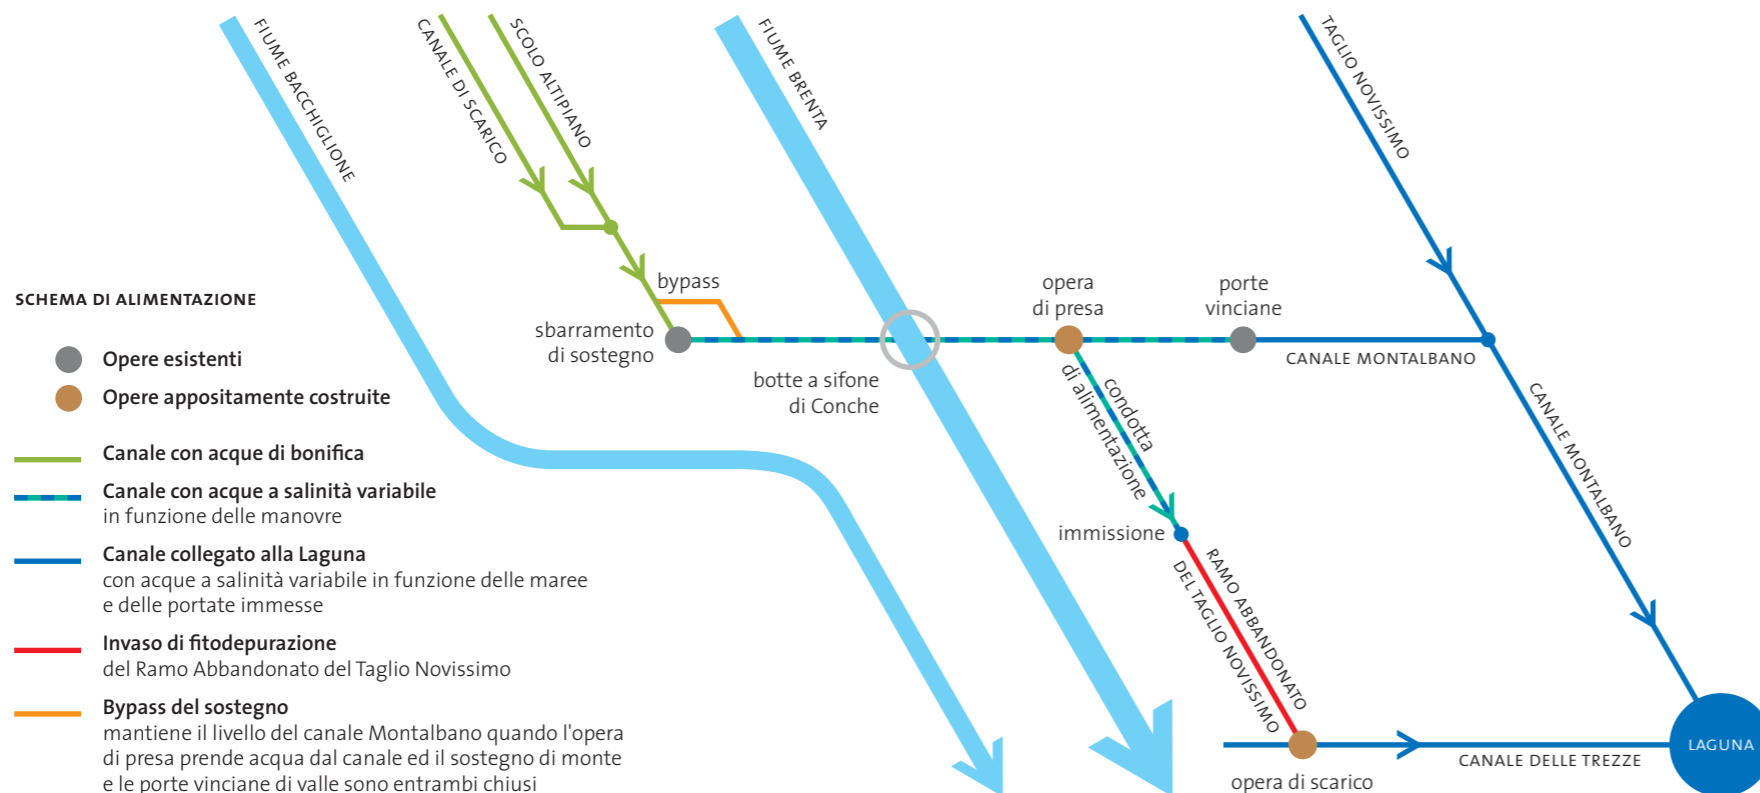 FIUME BACCHIGLIONE
CANALE DI SCARICO
SCOLO ALTIPIANO
FIUME BRENTA
TAGLIO NOVISSIMO
bypass
sbarramento
di sostegno
botte a sifone
di Conche
opera
di presa
porte
vinciane
CANALE MONTALBANO
condotta
di alimentazione
CANALE MONTALBANO
immissione
RAMO ABBANDONATO
DEL TAGLIO NOVISSIMO
opera di scarico
CANALE DELLE TREZZE
LAGUNA
SCHEMA DI ALIMENTAZIONE
Opere esistenti
Opere appositamente costruite
Canale con acque di bonifica
Canale con acque a salinità variabile
in funzione delle manovre
Canale collegato alla Laguna
con acque a salinità variabile in funzione delle maree
e delle portate immesse
Invaso di fitodepurazione
del Ramo Abbandonato del Taglio Novissimo
Bypass del sostegno
mantiene il livello del canale Montalbano quando l'opera
di presa prende acqua dal canale ed il sostegno di monte
e le porte vinciane di valle sono entrambi chiusi